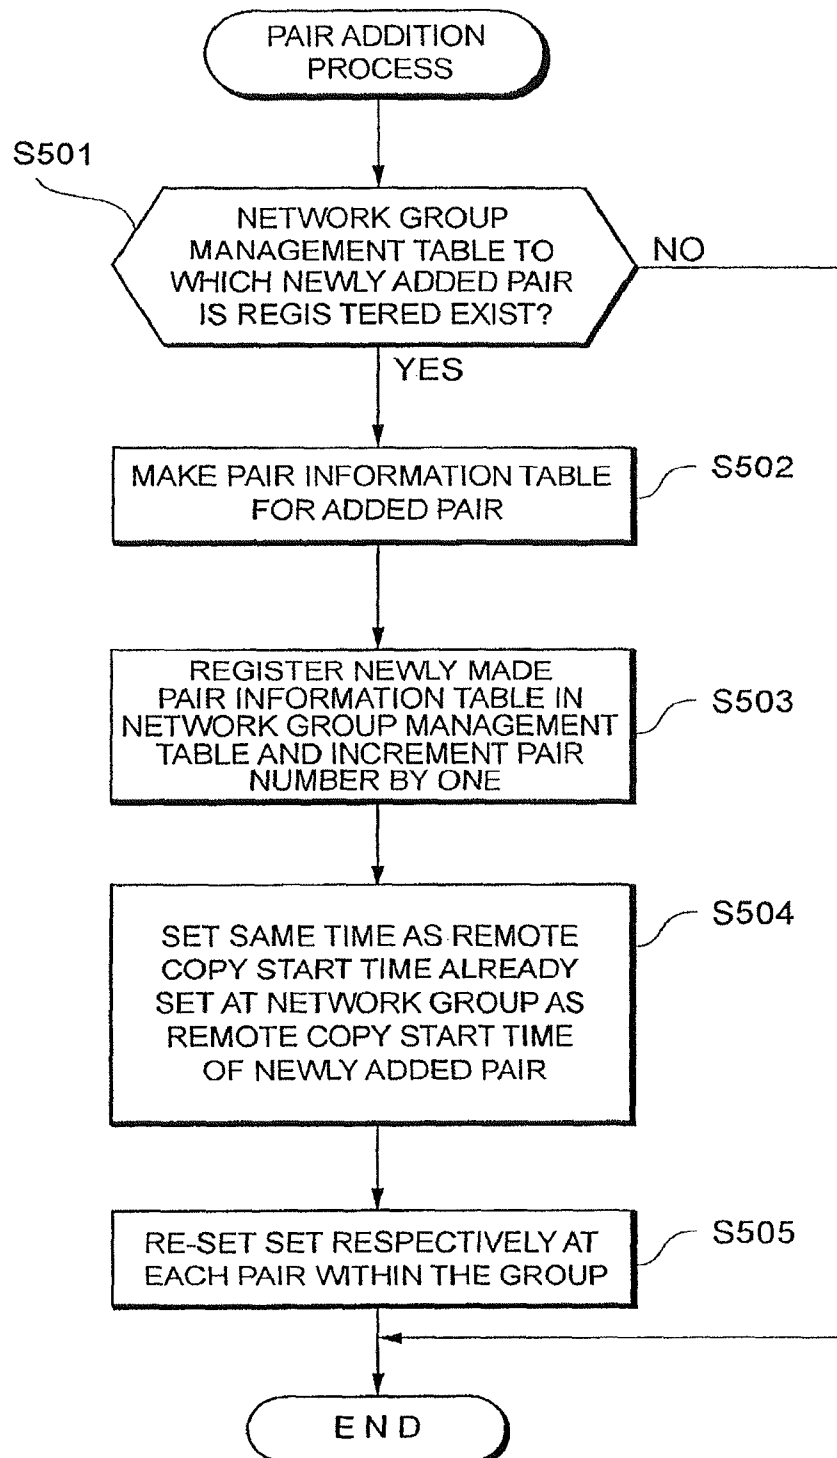 PAIR ADDITION
PROCESS
S501
NETWORK GROUP
MANAGEMENT TABLE TO
WHICH NEWLY ADDED PAIR
IS REGIS TERED EXIST?
NO
YES
MAKE PAIR INFORMATION TABLE
FOR ADDED PAIR
S502
REGISTER NEWLY MADE
PAIR INFORMATION TABLE IN
NETWORK GROUP MANAGEMENT
TABLE AND INCREMENT PAIR
NUMBER BY ONE
S503
SET SAME TIME AS REMOTE
COPY START TIME ALREADY
SET AT NETWORK GROUP AS
REMOTE COPY START TIME
OF NEWLY ADDED PAIR
S504
RE-SET SET RESPECTIVELY AT
EACH PAIR WITHIN THE GROUP
S505
END